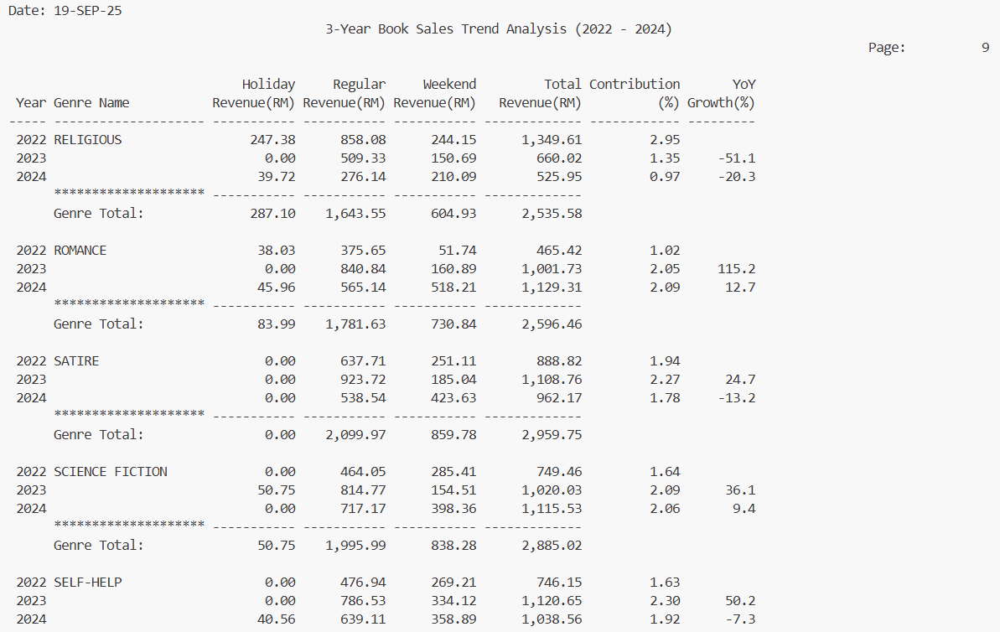 Date: 19-SEP-25
3-Year Book Sales Trend Analysis (2022 - 2024)
Page: 9
Holiday Regular Weekend Total Contribution YoY
Year Genre Name Revenue(RM) Revenue(RM) Revenue(RM) Revenue(RM) (%) Growth(%)
----- -------------------- ----------- ----------- ----------- ------------- ------------ ---------
2022 RELIGIOUS 247.38 858.08 244.15 1,349.61 2.95
2023 0.00 509.33 150.69 660.02 1.35 -51.1
2024 39.72 276.14 210.09 525.95 0.97 -20.3
******************** ----------- ----------- ----------- -------------
Genre Total: 287.10 1,643.55 604.93 2,535.58
2022 ROMANCE 38.03 375.65 51.74 465.42 1.02
2023 0.00 840.84 160.89 1,001.73 2.05 115.2
2024 45.96 565.14 518.21 1,129.31 2.09 12.7
******************** ----------- ----------- ----------- -------------
Genre Total: 83.99 1,781.63 730.84 2,596.46
2022 SATIRE 0.00 637.71 251.11 888.82 1.94
2023 0.00 923.72 185.04 1,108.76 2.27 24.7
2024 0.00 538.54 423.63 962.17 1.78 -13.2
******************** ----------- ----------- ----------- -------------
Genre Total: 0.00 2,099.97 859.78 2,959.75
2022 SCIENCE FICTION 0.00 464.05 285.41 749.46 1.64
2023 50.75 814.77 154.51 1,020.03 2.09 36.1
2024 0.00 717.17 398.36 1,115.53 2.06 9.4
******************** ----------- ----------- ----------- -------------
Genre Total: 50.75 1,995.99 838.28 2,885.02
2022 SELF-HELP 0.00 476.94 269.21 746.15 1.63
2023 0.00 786.53 334.12 1,120.65 2.30 50.2
2024 40.56 639.11 358.89 1,038.56 1.92 -7.3